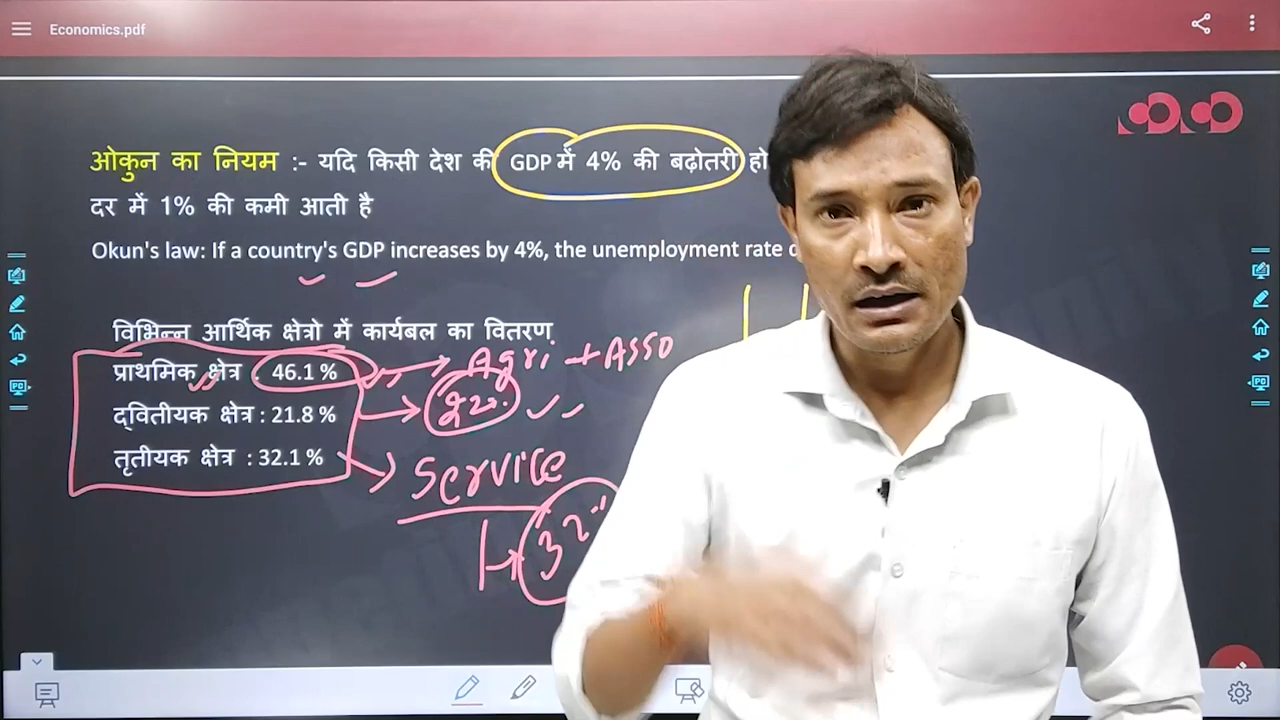 Economics.pdf
ओकुन का नियम :- यदि किसी देश की GDP में 4% की बढ़ोतरी हो
दर में 1% की कमी आती है
Okun's law: If a country's GDP increases by 4%, the unemployment rate
विभिन्न आर्थिक क्षेत्रो में कार्यबल का वितरण
प्राथमिक क्षेत्र : 46.1 % Agri + Asso
द्वितीयक क्षेत्र : 21.8 % 22%
तृतीयक क्षेत्र : 32.1 % Service
32